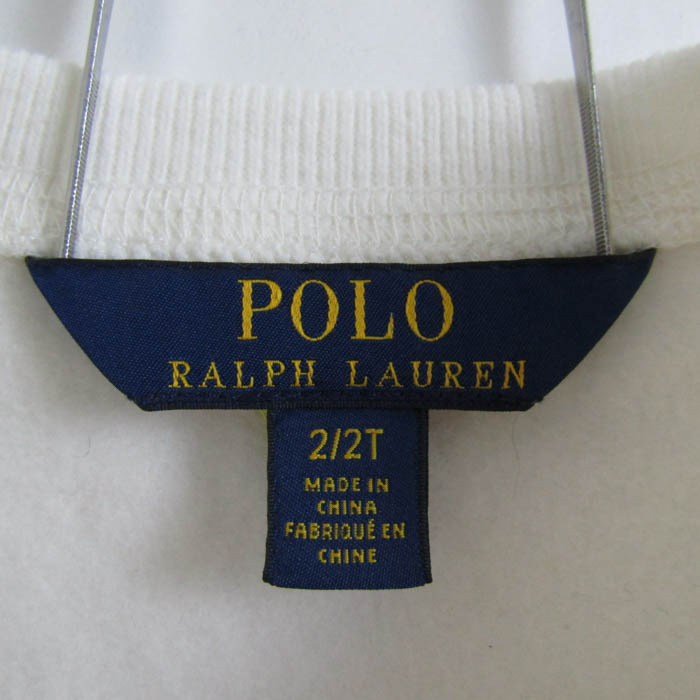 POLO
RALPH LAUREN
2/2T
MADE IN
CHINA
FABRIQUÉ EN
CHINE